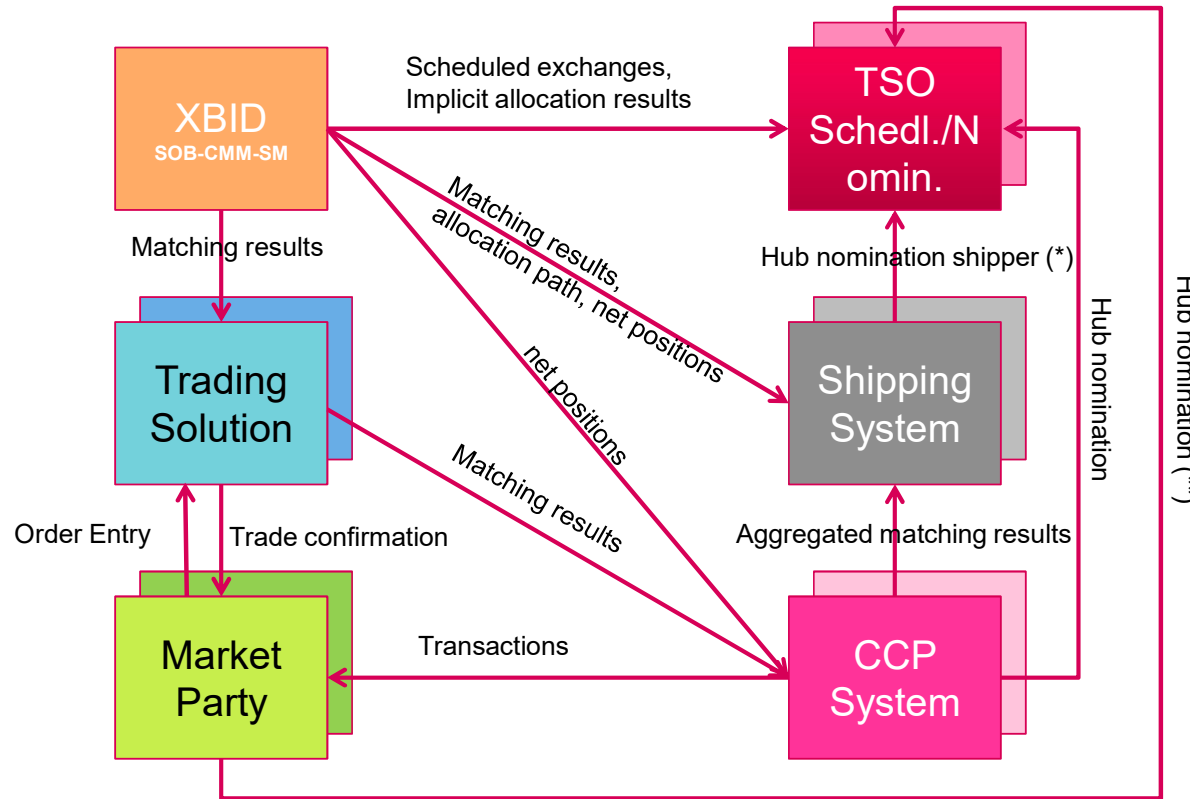 XBID
SOB-CMM-SM
Scheduled exchanges,
Implicit allocation results
TSO
Schedl./N
omin.
Matching results
Matching results,
allocation path, net positions
Hub nomination shipper (*)
net positions
Hub nomination
Hub nomination
Trading
Solution
Shipping
System
Matching results
Order Entry
Trade confirmation
Aggregated matching results
Market
Party
Transactions
CCP
System